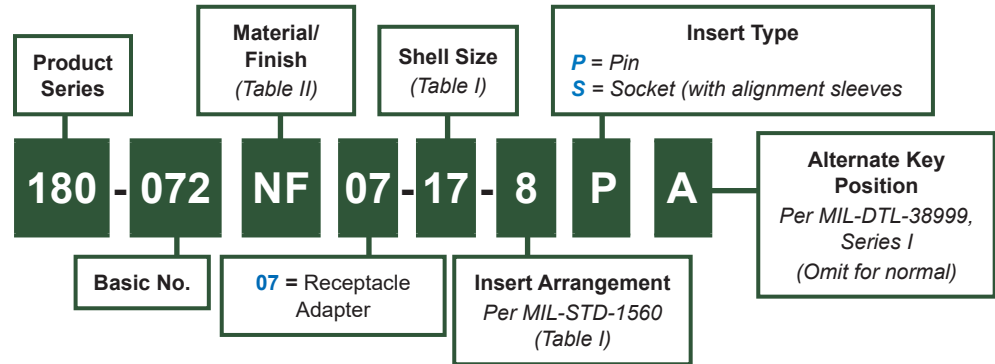 Product
Series
Material/
Finish
(Table II)
Shell Size
(Table I)
Insert Type
P = Pin
S = Socket (with alignment sleeves
180 - 072 NF 07 - 17 - 8 P A
Alternate Key
Position
Per MIL-DTL-38999,
Series I
(Omit for normal)
Basic No.
07 = Receptacle
Adapter
Insert Arrangement
Per MIL-STD-1560
(Table I)